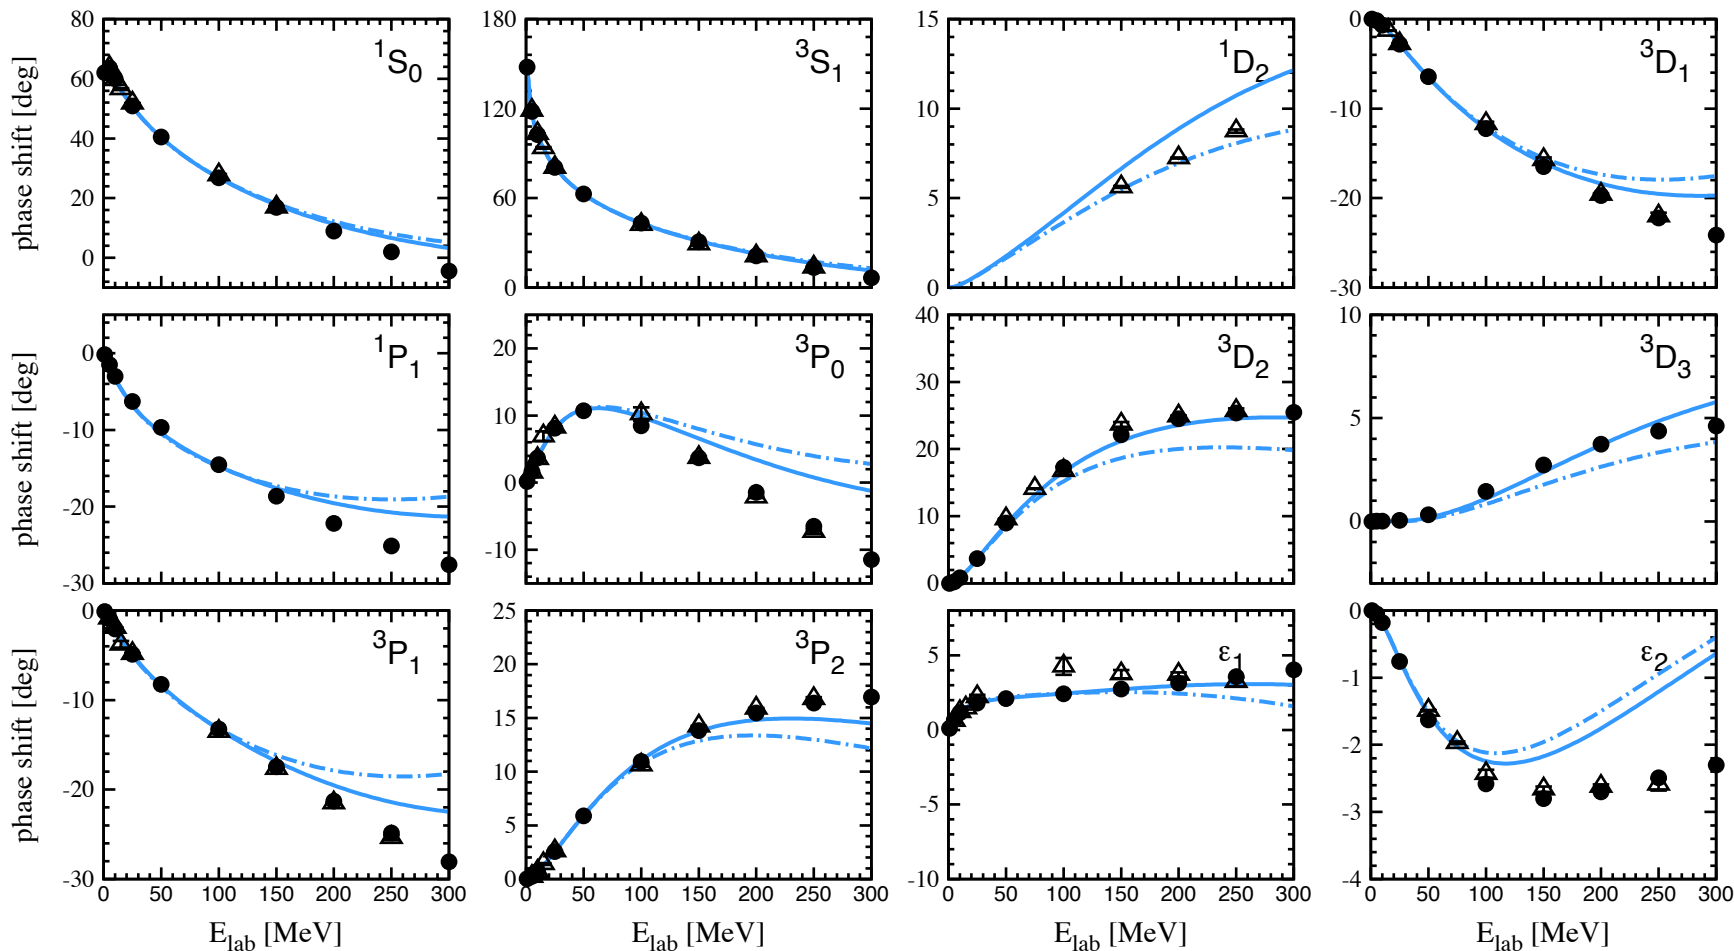 80
60
40
20
0
phase shift [deg]
¹S₀
180
120
60
0
³S₁
15
10
5
0
¹D₂
0
-10
-20
-30
³D₁
0
-10
-20
-30
phase shift [deg]
¹P₁
20
10
0
-10
³P₀
40
30
20
10
0
³D₂
10
5
0
³D₃
0
-10
-20
-30
phase shift [deg]
³P₁
0 50 100 150 200 250 300
E_lab [MeV]
25
20
15
10
5
0
³P₂
0 50 100 150 200 250 300
E_lab [MeV]
5
0
-5
-10
ε₁
0 50 100 150 200 250 300
E_lab [MeV]
0
-1
-2
-3
-4
ε₂
0 50 100 150 200 250 300
E_lab [MeV]